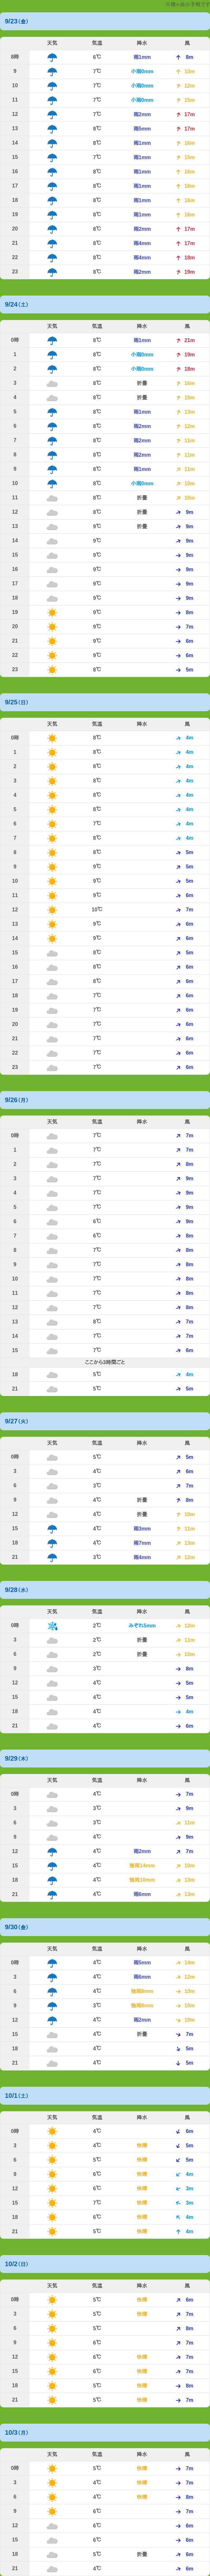 9/23(金)
天気 気温 降水 風
8時 6℃ 雨1mm 8m
9 7℃ 小雨0mm 10m
10 7℃ 小雨0mm 12m
11 7℃ 小雨0mm 15m
12 7℃ 雨2mm 17m
13 8℃ 雨5mm 17m
14 8℃ 雨1mm 16m
15 7℃ 雨1mm 15m
16 8℃ 雨1mm 16m
17 8℃ 雨1mm 16m
18 8℃ 雨1mm 16m
19 8℃ 雨1mm 16m
20 8℃ 雨2mm 17m
21 8℃ 雨4mm 17m
22 8℃ 雨4mm 18m
23 8℃ 雨2mm 19m
9/24(土)
天気 気温 降水 風
0時 8℃ 雨1mm 21m
1 8℃ 小雨0mm 19m
2 8℃ 小雨0mm 18m
3 8℃ 折畳 16m
4 8℃ 折畳 15m
5 8℃ 雨1mm 13m
6 8℃ 雨2mm 12m
7 8℃ 雨2mm 11m
8 8℃ 雨2mm 11m
9 8℃ 雨1mm 11m
10 8℃ 小雨0mm 10m
11 8℃ 折畳 10m
12 8℃ 折畳 9m
13 9℃ 折畳 9m
14 9℃ 9m
15 9℃ 9m
16 9℃ 9m
17 9℃ 9m
18 9℃ 9m
19 9℃ 8m
20 9℃ 7m
21 9℃ 6m
22 9℃ 6m
23 8℃ 5m
9/25(日)
天気 気温 降水 風
0時 8℃ 4m
1 8℃ 4m
2 8℃ 4m
3 8℃ 4m
4 8℃ 4m
5 8℃ 4m
6 7℃ 4m
7 8℃ 4m
8 8℃ 5m
9 9℃ 5m
10 9℃ 5m
11 9℃ 6m
12 10℃ 7m
13 9℃ 6m
14 9℃ 6m
15 8℃ 5m
16 8℃ 6m
17 8℃ 6m
18 7℃ 6m
19 7℃ 6m
20 7℃ 6m
21 7℃ 6m
22 7℃ 6m
23 7℃ 6m
9/26(月)
天気 気温 降水 風
0時 7℃ 7m
1 7℃ 7m
2 7℃ 8m
3 7℃ 9m
4 7℃ 9m
5 7℃ 9m
6 6℃ 9m
7 6℃ 8m
8 7℃ 8m
9 7℃ 8m
10 7℃ 8m
11 7℃ 8m
12 7℃ 8m
13 8℃ 7m
14 7℃ 7m
15 7℃ 6m
ここから3時間ごと
18 5℃ 4m
21 5℃ 5m
9/27(火)
天気 気温 降水 風
0時 5℃ 5m
3 4℃ 6m
6 3℃ 7m
9 4℃ 折畳 8m
12 4℃ 折畳 10m
15 4℃ 雨3mm 11m
18 4℃ 雨7mm 13m
21 3℃ 雨4mm 12m
9/28(水)
天気 気温 降水 風
0時 2℃ みぞれ5mm 12m
3 2℃ 折畳 11m
6 2℃ 折畳 10m
9 3℃ 8m
12 4℃ 5m
15 4℃ 5m
18 4℃ 4m
21 4℃ 6m
9/29(木)
天気 気温 降水 風
0時 4℃ 7m
3 3℃ 9m
6 3℃ 11m
9 4℃ 9m
12 4℃ 雨2mm 7m
15 4℃ 強雨14mm 10m
18 4℃ 強雨10mm 13m
21 4℃ 雨6mm 13m
9/30(金)
天気 気温 降水 風
0時 4℃ 雨5mm 14m
3 4℃ 雨6mm 12m
6 4℃ 強雨8mm 10m
9 3℃ 強雨8mm 10m
12 4℃ 雨2mm 10m
15 4℃ 折畳 7m
18 4℃ 5m
21 4℃ 5m
10/1(土)
天気 気温 降水 風
0時 4℃ 6m
3 4℃ 快晴 5m
6 5℃ 快晴 5m
9 6℃ 快晴 4m
12 6℃ 快晴 3m
15 7℃ 快晴 3m
18 6℃ 快晴 4m
21 5℃ 快晴 4m
10/2(日)
天気 気温 降水 風
0時 5℃ 快晴 6m
3 5℃ 快晴 7m
6 5℃ 8m
9 6℃ 7m
12 6℃ 快晴 7m
15 6℃ 快晴 7m
18 5℃ 快晴 8m
21 5℃ 快晴 7m
10/3(月)
天気 気温 降水 風
0時 5℃ 快晴 7m
3 4℃ 快晴 7m
6 4℃ 快晴 8m
9 6℃ 7m
12 6℃ 6m
15 6℃ 6m
18 5℃ 折畳 6m
21 4℃ 6m